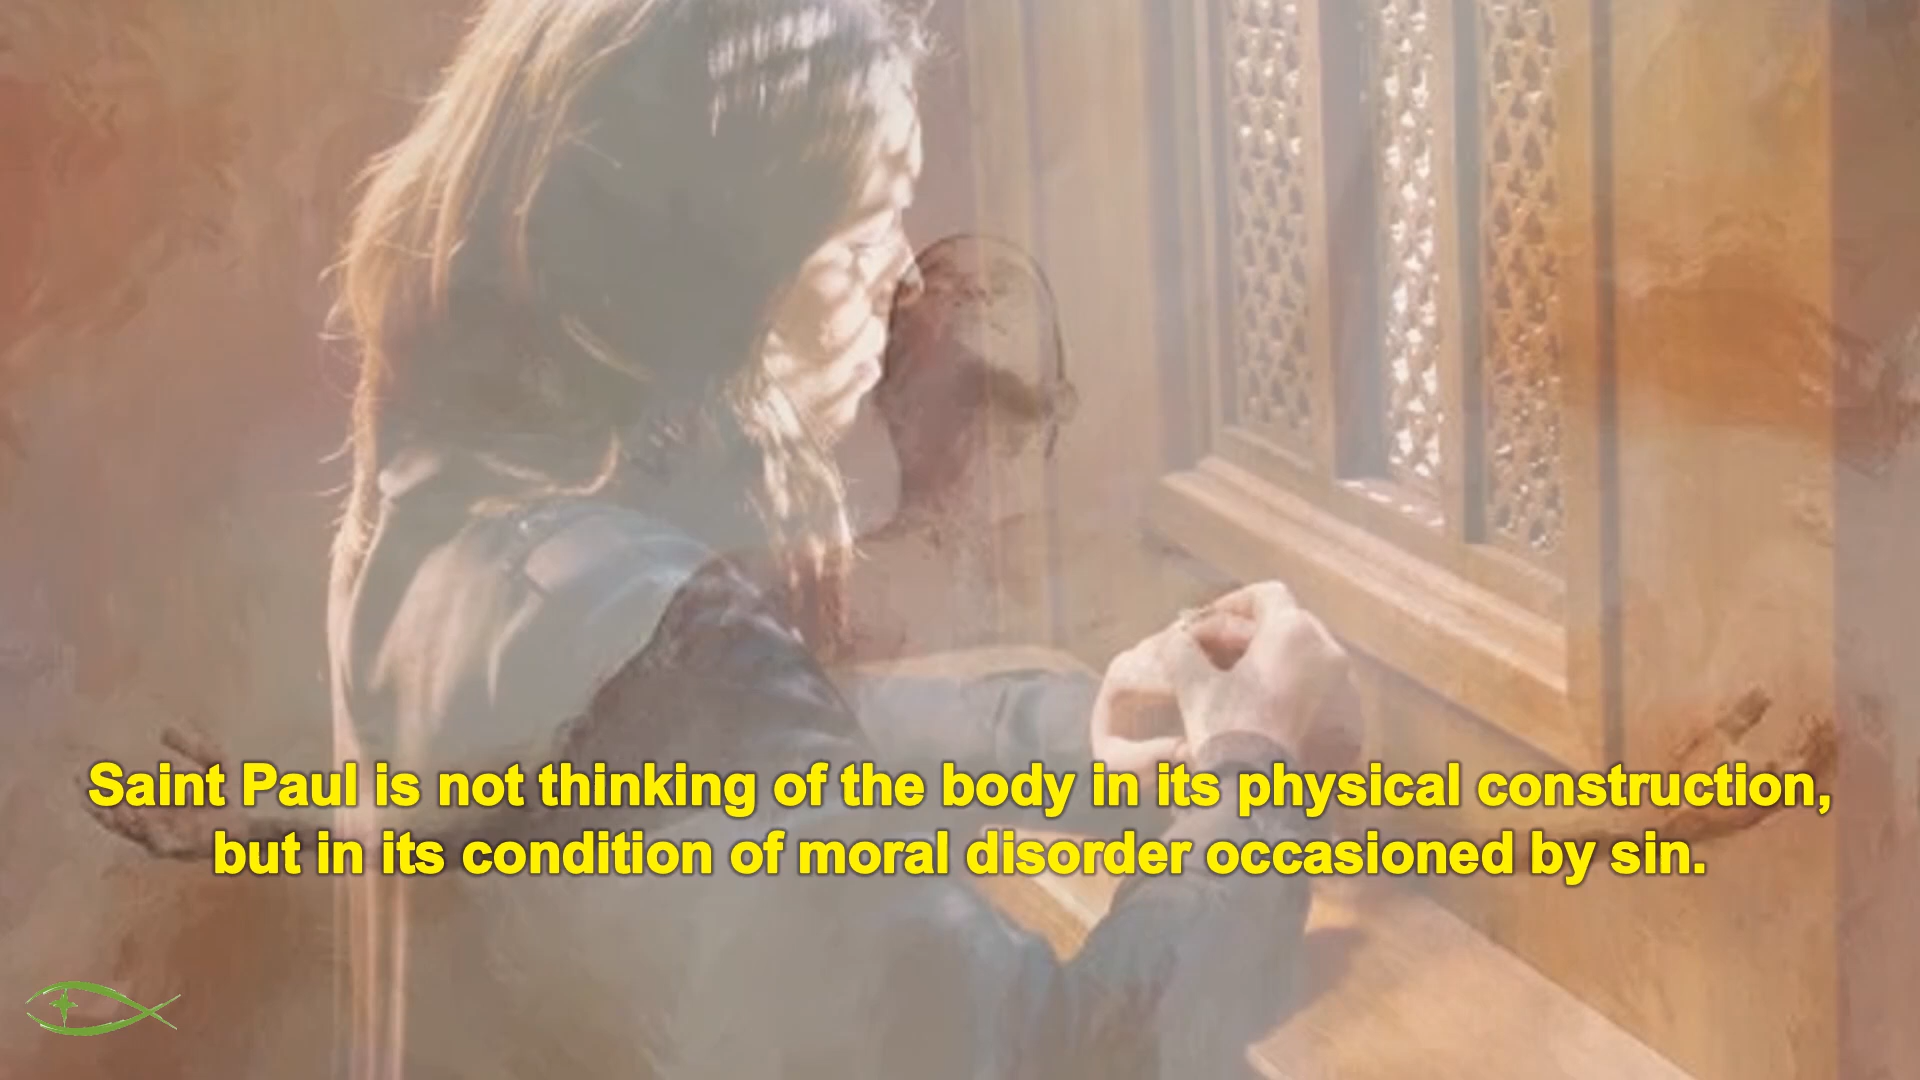 Saint Paul is not thinking of the body in its physical construction,
but in its condition of moral disorder occasioned by sin.